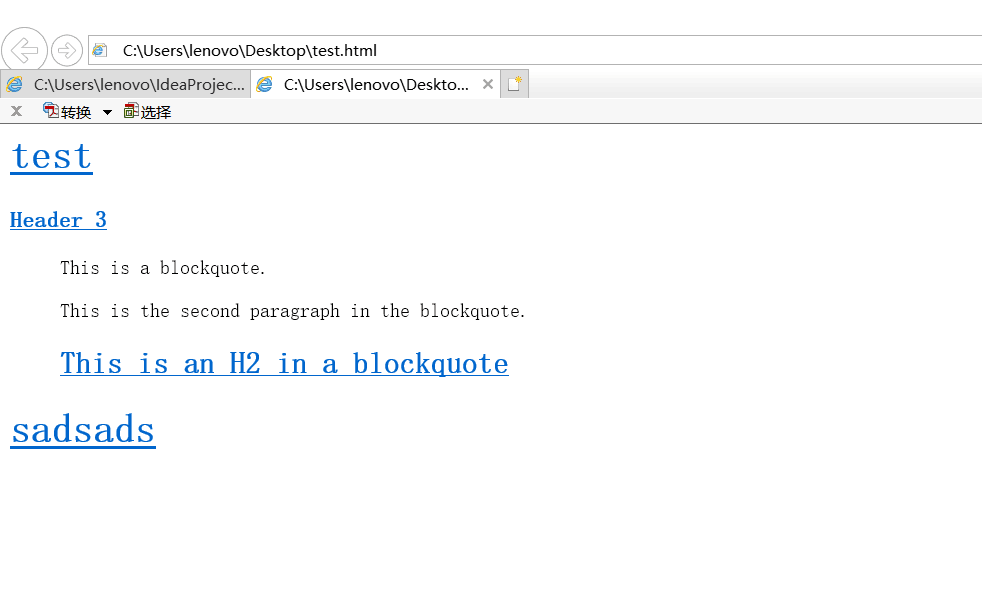 C:\Users\lenovo\Desktop\test.html
C:\Users\lenovo\IdeaProjec... C:\Users\lenovo\Deskto...
转换 选择
test
Header 3
This is a blockquote.
This is the second paragraph in the blockquote.
This is an H2 in a blockquote
sadsads